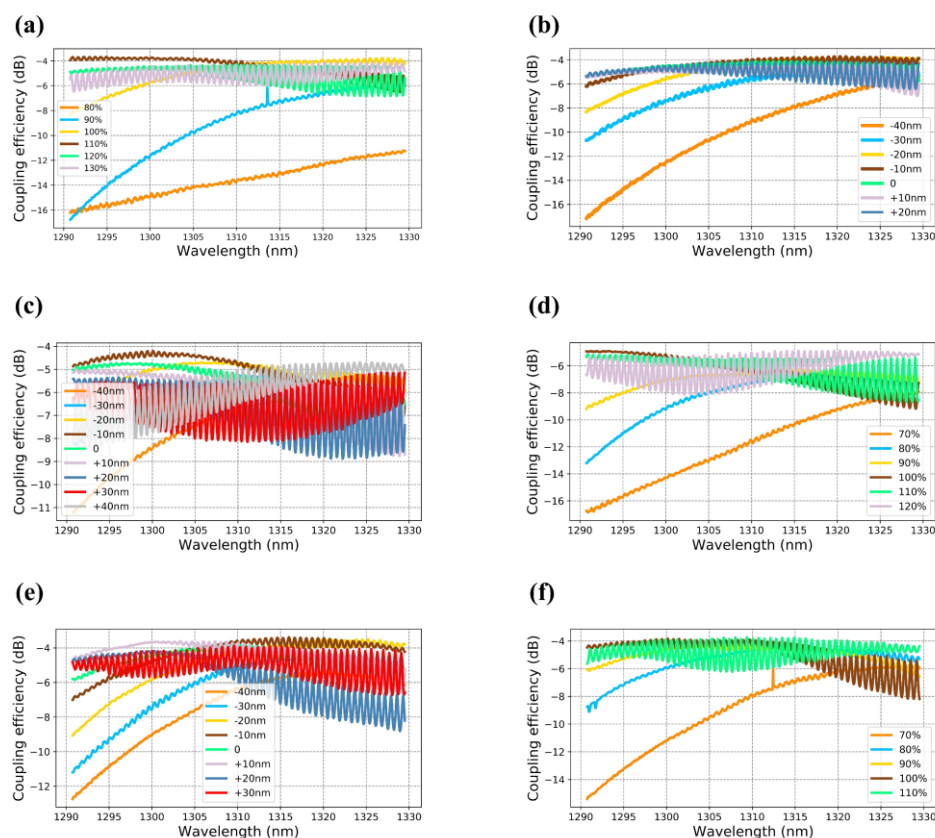 (a)
Coupling efficiency (dB)
−4
−6
−8
−10
−12
−14
−16
80%
90%
100%
110%
120%
130%
1290 1295 1300 1305 1310 1315 1320 1325 1330
Wavelength (nm)
(b)
Coupling efficiency (dB)
−4
−6
−8
−10
−12
−14
−16
-40nm
-30nm
-20nm
-10nm
0
+10nm
+20nm
1290 1295 1300 1305 1310 1315 1320 1325 1330
Wavelength (nm)
(c)
Coupling efficiency (dB)
−4
−5
−6
−7
−8
−9
−10
−11
-40nm
-30nm
-20nm
-10nm
0
+10nm
+20nm
+30nm
+40nm
1290 1295 1300 1305 1310 1315 1320 1325 1330
Wavelength (nm)
(d)
Coupling efficiency (dB)
−6
−8
−10
−12
−14
−16
70%
80%
90%
100%
110%
120%
1290 1295 1300 1305 1310 1315 1320 1325 1330
Wavelength (nm)
(e)
Coupling efficiency (dB)
−4
−6
−8
−10
−12
-40nm
-30nm
-20nm
-10nm
0
+10nm
+20nm
+30nm
1290 1295 1300 1305 1310 1315 1320 1325 1330
Wavelength (nm)
(f)
Coupling efficiency (dB)
−4
−6
−8
−10
−12
−14
70%
80%
90%
100%
110%
1290 1295 1300 1305 1310 1315 1320 1325 1330
Wavelength (nm)